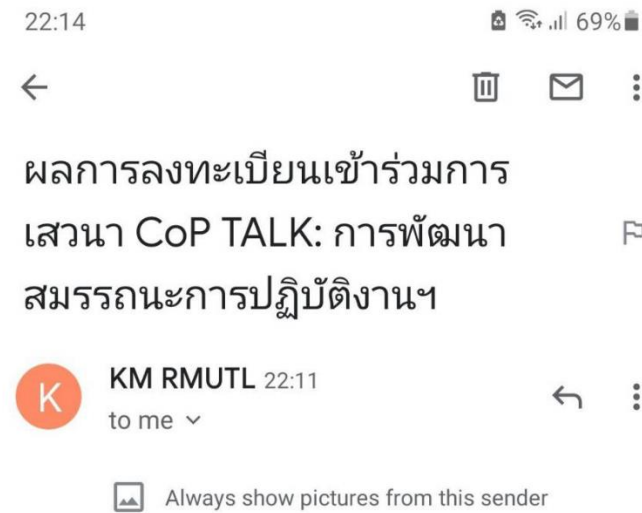 22:14
69%
ผลการลงทะเบียนเข้าร่วมการ
เสวนา CoP TALK: การพัฒนา
สมรรถนะการปฏิบัติงานฯ
K
KM RMUTL 22:11
to me
Always show pictures from this sender